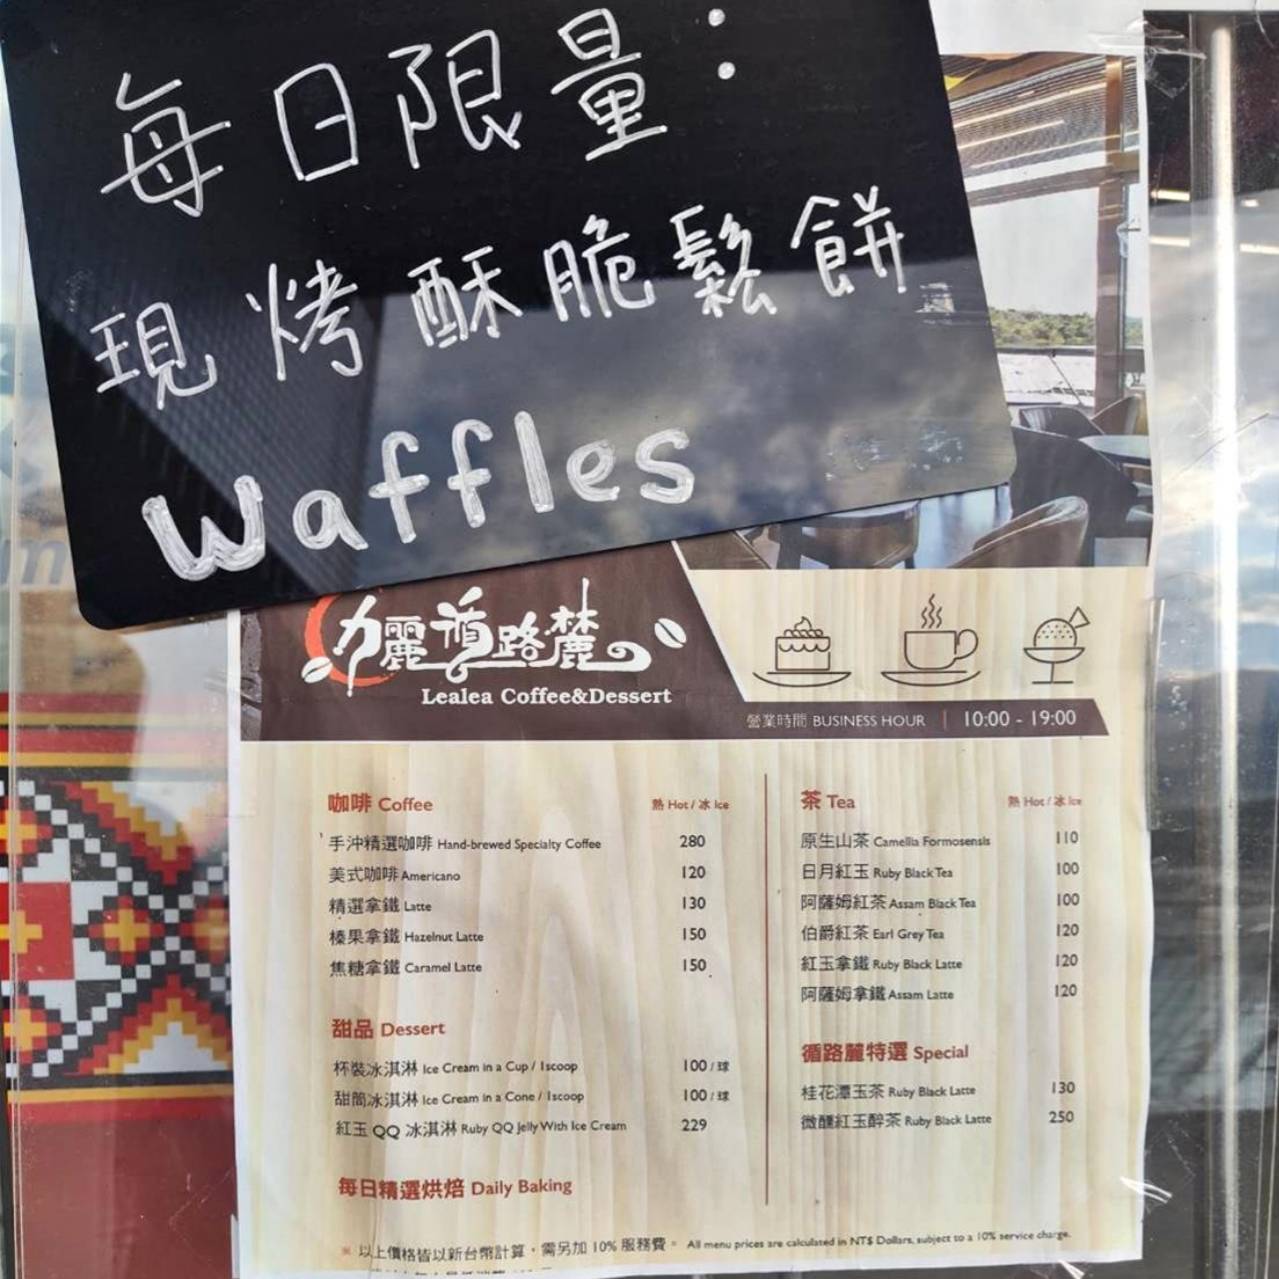 每日限量:
現烤酥脆鬆餅
Waffles
Lealea Coffee&Dessert
營業時間 BUSINESS HOUR | 10:00 - 19:00
咖啡 Coffee 熱 Hot / 冰 Ice
手沖精選咖啡 Hand-brewed Specialty Coffee 280
美式咖啡 Americano 120
精選拿鐵 Latte 130
榛果拿鐵 Hazelnut Latte 150
焦糖拿鐵 Caramel Latte 150
甜品 Dessert
杯裝冰淇淋 Ice Cream in a Cup / 1scoop 100 / 球
甜筒冰淇淋 Ice Cream in a Cone / 1scoop 100 / 球
紅玉 QQ 冰淇淋 Ruby QQ Jelly With Ice Cream 229
每日精選烘焙 Daily Baking
茶 Tea 熱 Hot / 冰 Ice
原生山茶 Camellia Formosensis 110
日月紅玉 Ruby Black Tea 100
阿薩姆紅茶 Assam Black Tea 100
伯爵紅茶 Earl Grey Tea 120
紅玉拿鐵 Ruby Black Latte 120
阿薩姆拿鐵 Assam Latte 120
循路麓特選 Special
桂花潭玉茶 Ruby Black Latte 130
微醺紅玉醉茶 Ruby Black Latte 250
※ 以上價格皆以新台幣計算，需另加 10% 服務費。 All menu prices are calculated in NT$ Dollars, subject to a 10% service charge.